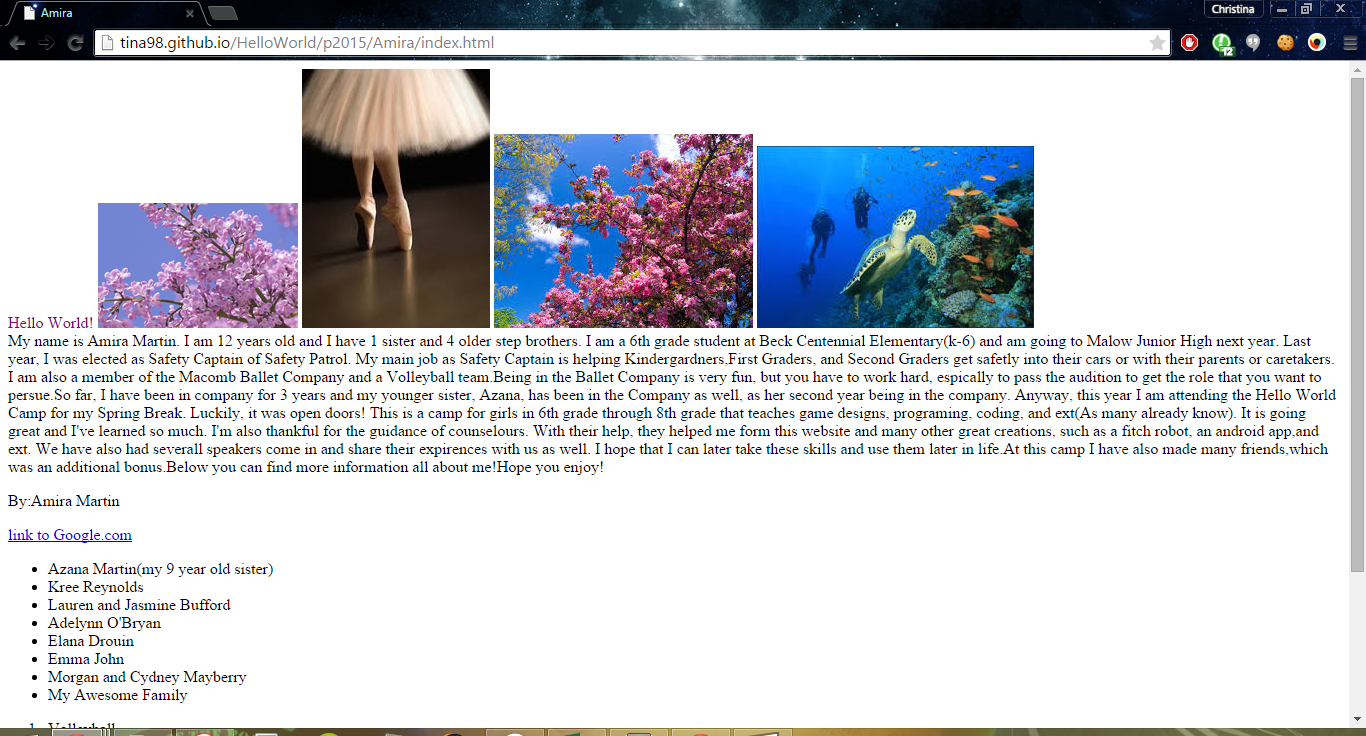 Amira
Christina
tina98.github.io/HelloWorld/p2015/Amira/index.html
12
Hello World!
My name is Amira Martin. I am 12 years old and I have 1 sister and 4 older step brothers. I am a 6th grade student at Beck Centennial Elementary(k-6) and am going to Malow Junior High next year. Last
year, I was elected as Safety Captain of Safety Patrol. My main job as Safety Captain is helping Kindergardners,First Graders, and Second Graders get safetly into their cars or with their parents or caretakers.
I am also a member of the Macomb Ballet Company and a Volleyball team.Being in the Ballet Company is very fun, but you have to work hard, espically to pass the audition to get the role that you want to
persue.So far, I have been in company for 3 years and my younger sister, Azana, has been in the Company as well, as her second year being in the company. Anyway, this year I am attending the Hello World
Camp for my Spring Break. Luckily, it was open doors! This is a camp for girls in 6th grade through 8th grade that teaches game designs, programing, coding, and ext(As many already know). It is going
great and I've learned so much. I'm also thankful for the guidance of counselours. With their help, they helped me form this website and many other great creations, such as a fitch robot, an android app,and
ext. We have also had severall speakers come in and share their expirences with us as well. I hope that I can later take these skills and use them later in life.At this camp I have also made many friends,which
was an additional bonus.Below you can find more information all about me!Hope you enjoy!
By:Amira Martin
link to Google.com
• Azana Martin(my 9 year old sister)
• Kree Reynolds
• Lauren and Jasmine Bufford
• Adelynn O'Bryan
• Elana Drouin
• Emma John
• Morgan and Cydney Mayberry
• My Awesome Family
1. Volleyball